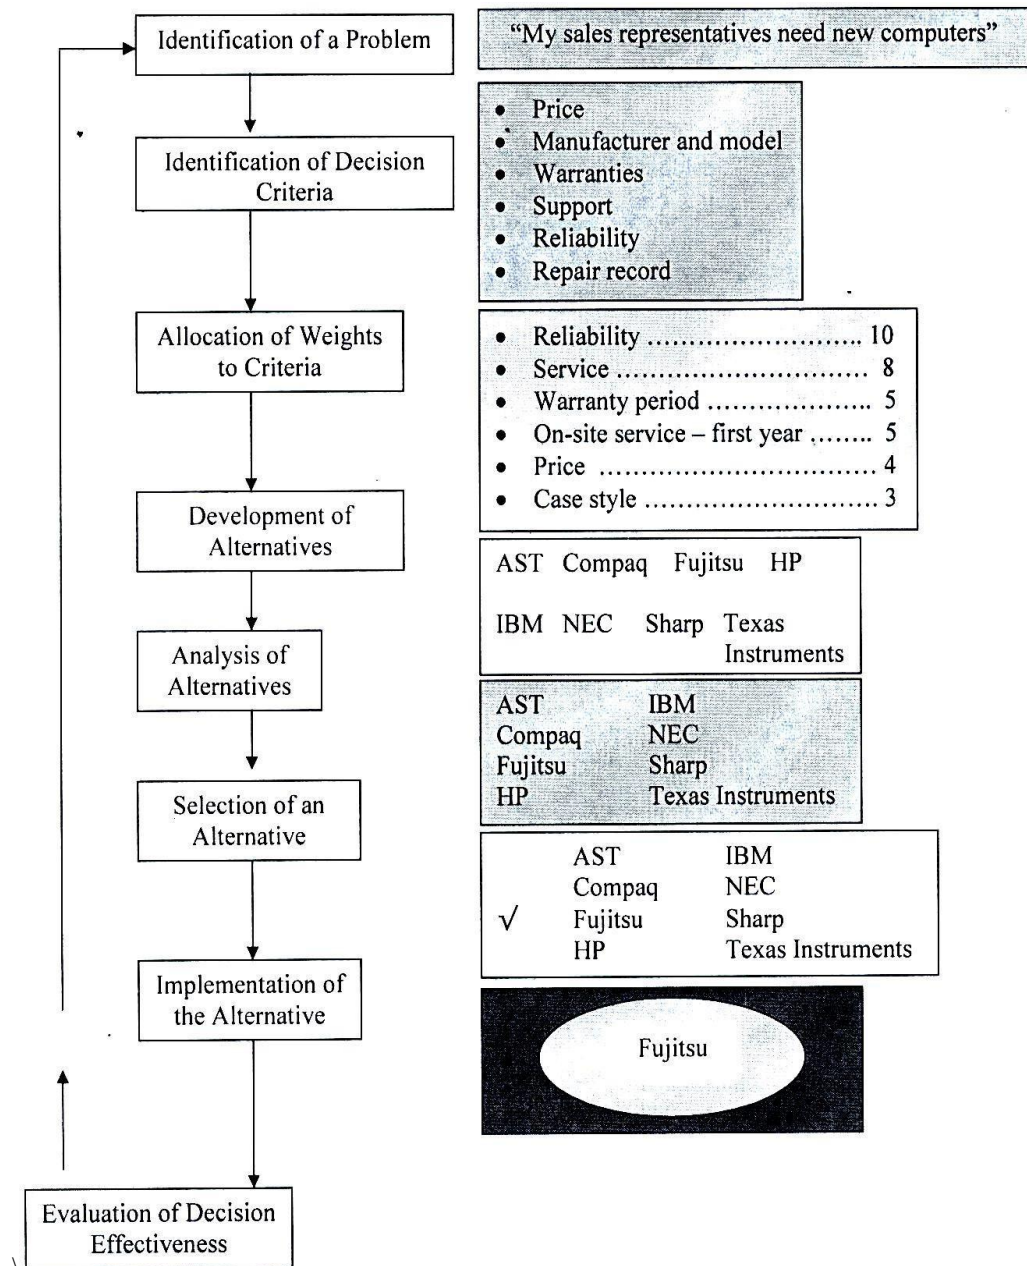 Identification of a Problem
“My sales representatives need new computers”
Identification of Decision
Criteria
• Price
• Manufacturer and model
• Warranties
• Support
• Reliability
• Repair record
Allocation of Weights
to Criteria
• Reliability ............................. 10
• Service ................................. 8
• Warranty period ..................... 5
• On-site service – first year ........ 5
• Price .................................... 4
• Case style ............................. 3
Development of
Alternatives
AST Compaq Fujitsu HP
IBM NEC Sharp Texas
Instruments
Analysis of
Alternatives
AST IBM
Compaq NEC
Fujitsu Sharp
HP Texas Instruments
Selection of an
Alternative
AST IBM
Compaq NEC
√ Fujitsu Sharp
HP Texas Instruments
Implementation of
the Alternative
Fujitsu
Evaluation of Decision
Effectiveness